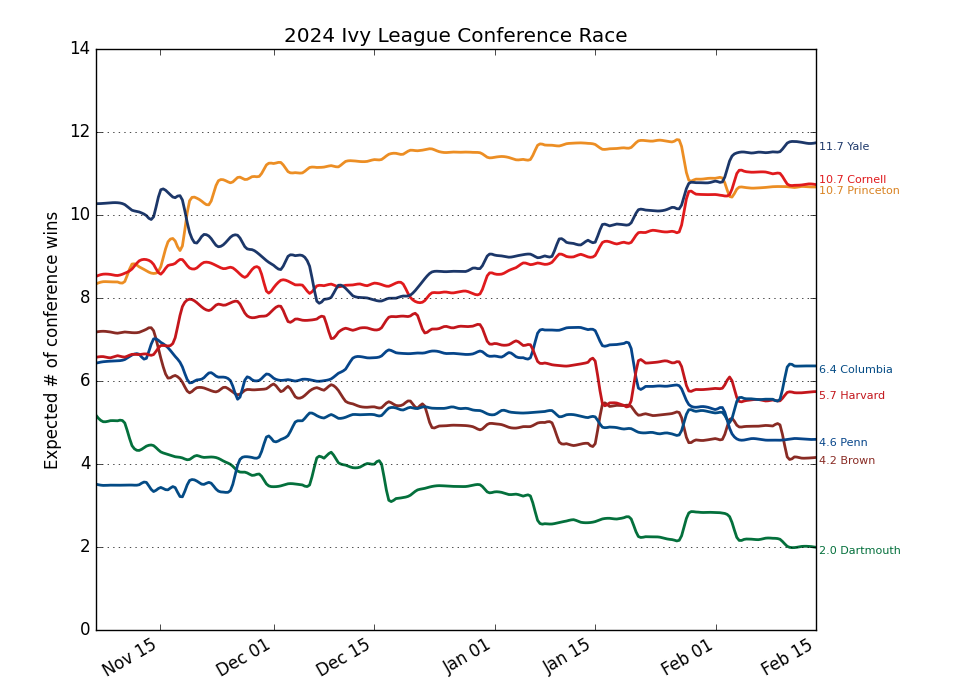 2024 Ivy League Conference Race
Expected # of conference wins
14
12
10
8
6
4
2
0
11.7 Yale
10.7 Cornell
10.7 Princeton
6.4 Columbia
5.7 Harvard
4.6 Penn
4.2 Brown
2.0 Dartmouth
Nov 15
Dec 01
Dec 15
Jan 01
Jan 15
Feb 01
Feb 15